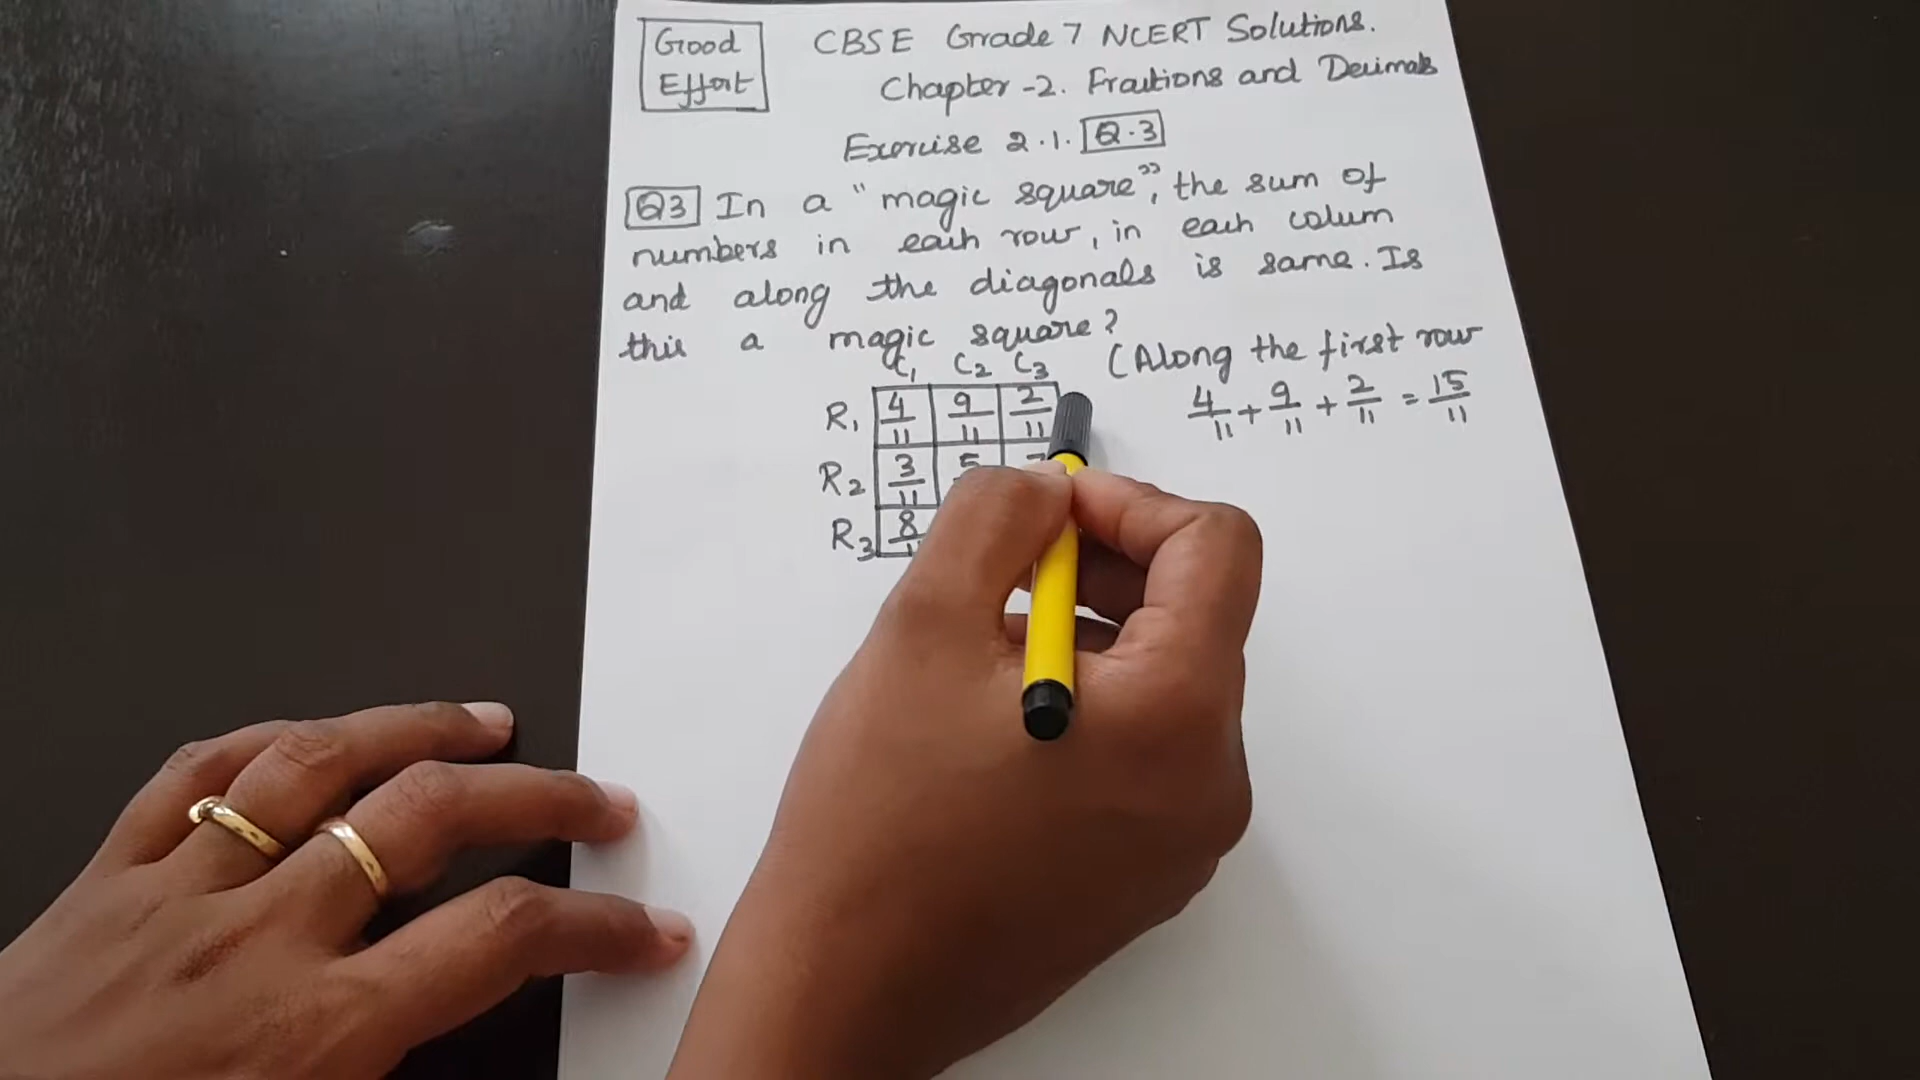 Good
Effort
CBSE Grade 7 NCERT Solutions.
Chapter -2. Fractions and Decimals
Exercise 2.1. Q.3
Q3 In a "magic square", the sum of
numbers in each row, in each colum
and along the diagonals is same. Is
this a magic square?
C1 C2 C3
(Along the first row
R1 4/11 9/11 2/11
4/11 + 9/11 + 2/11 = 15/11
R2 3/11 5
R3 8/11